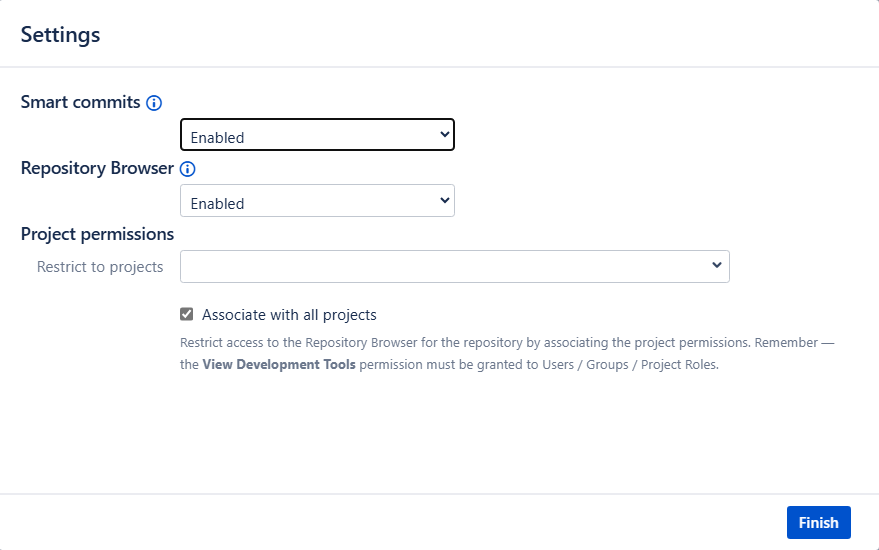 Settings
Smart commits
Enabled
Repository Browser
Enabled
Project permissions
Restrict to projects
Associate with all projects
Restrict access to the Repository Browser for the repository by associating the project permissions. Remember —
the View Development Tools permission must be granted to Users / Groups / Project Roles.
Finish